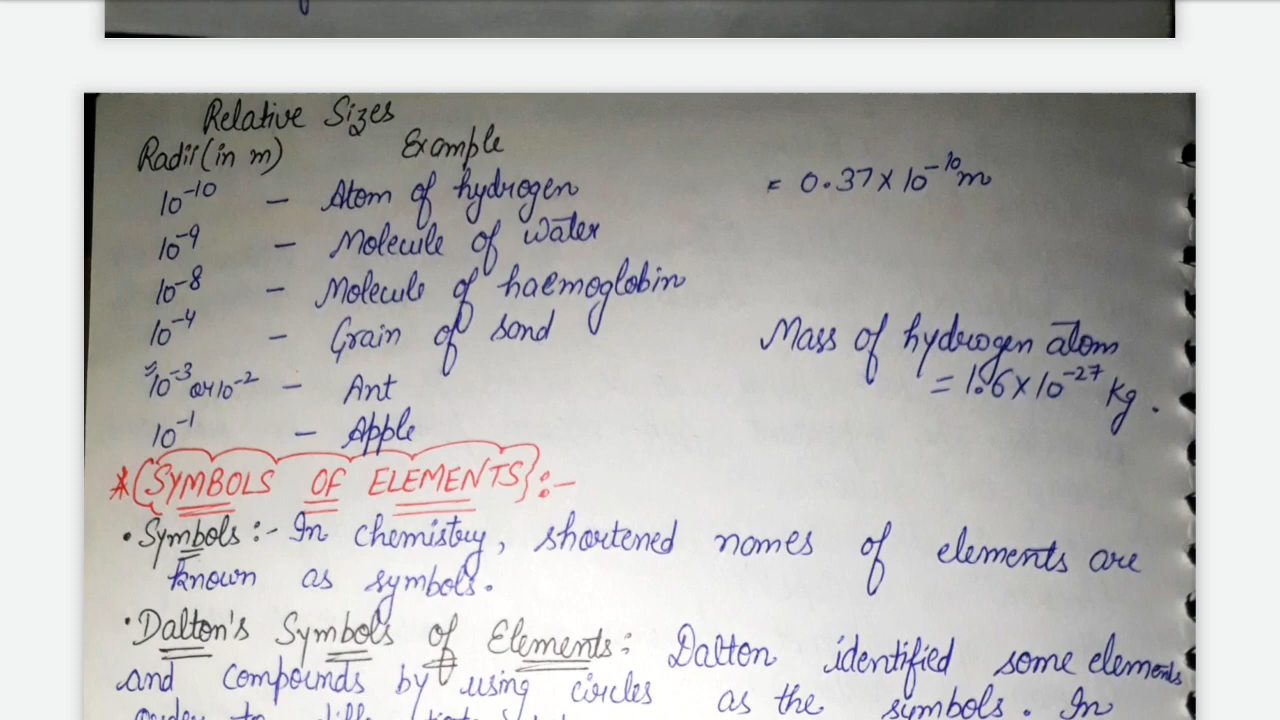 Relative Sizes
Radii (in m) Example
10⁻¹⁰ – Atom of hydrogen = 0.37 × 10⁻¹⁰ m
10⁻⁹ – Molecule of water
10⁻⁸ – Molecule of haemoglobin
10⁻⁴ – Grain of sand
10⁻³ or 10⁻² – Ant
10⁻¹ – Apple
Mass of hydrogen atom
= 1.6 × 10⁻²⁷ kg.
*{SYMBOLS OF ELEMENTS}:-
• Symbols :- In chemistry, shortened names of elements are
known as symbols.
• Dalton's Symbols of Elements: Dalton identified some elements
and compounds by using circles as the symbols. In